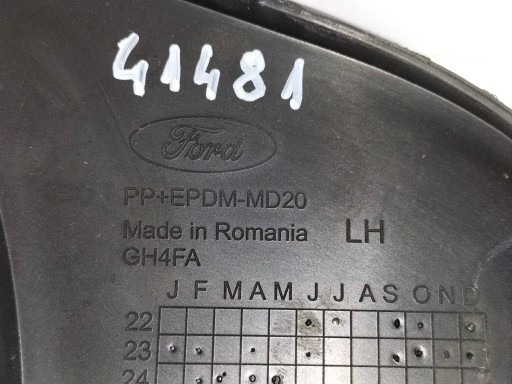 41481
Ford
PP+EPDM-MD20
Made in Romania LH
GH4FA
J F M A M J J A S O N D
22
23
24